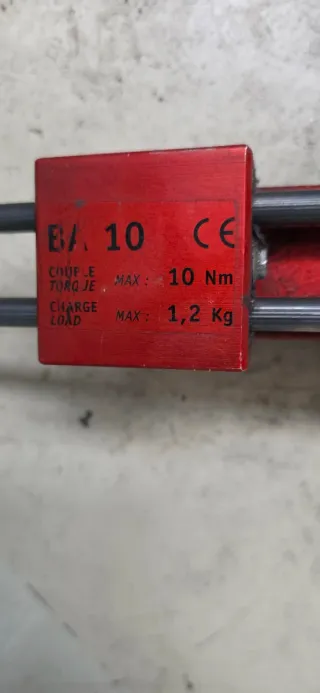 BA 10 CE
COUPLE
TORQUE MAX : 10 Nm
CHARGE
LOAD MAX : 1,2 Kg